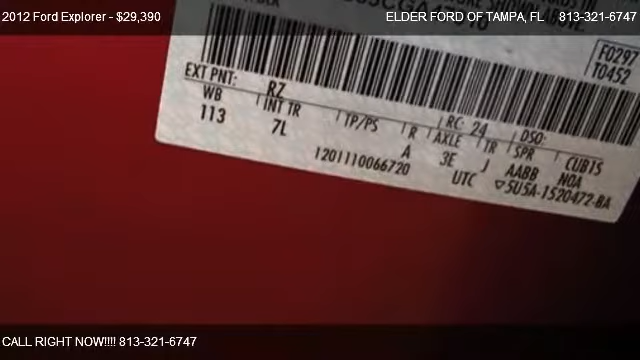 2012 Ford Explorer - $29,390 ELDER FORD OF TAMPA, FL 813-321-6747
F0297
T0452
EXT PNT: RZ RC: 24 DSO:
WB INT TR TP/PS R AXLE TR SPR CUBTS
113 7L A 3E J AABB NOA
1201110066720 UTC ▽5U5A-1520472-BA
CALL RIGHT NOW!!!! 813-321-6747